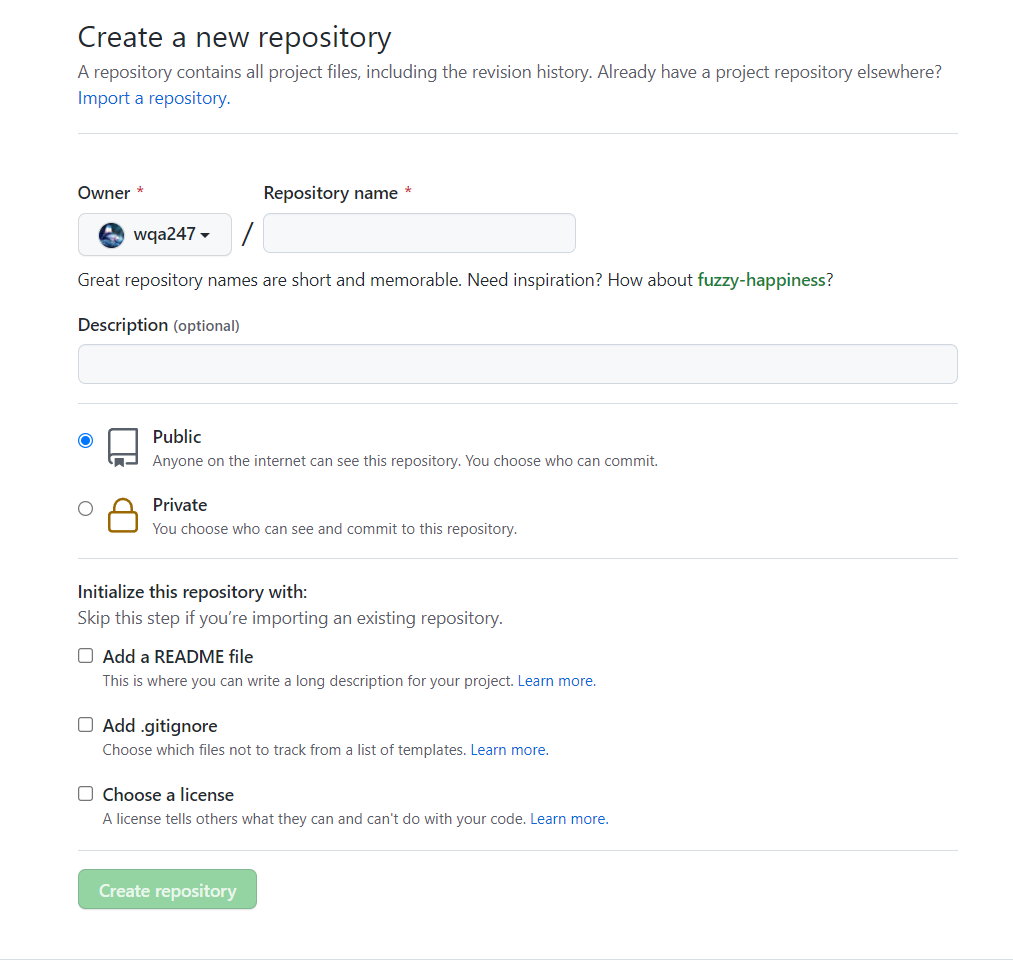 Create a new repository
A repository contains all project files, including the revision history. Already have a project repository elsewhere?
Import a repository.
Owner * Repository name *
wqa247 /
Great repository names are short and memorable. Need inspiration? How about fuzzy-happiness?
Description (optional)
Public
Anyone on the internet can see this repository. You choose who can commit.
Private
You choose who can see and commit to this repository.
Initialize this repository with:
Skip this step if you’re importing an existing repository.
Add a README file
This is where you can write a long description for your project. Learn more.
Add .gitignore
Choose which files not to track from a list of templates. Learn more.
Choose a license
A license tells others what they can and can't do with your code. Learn more.
Create repository